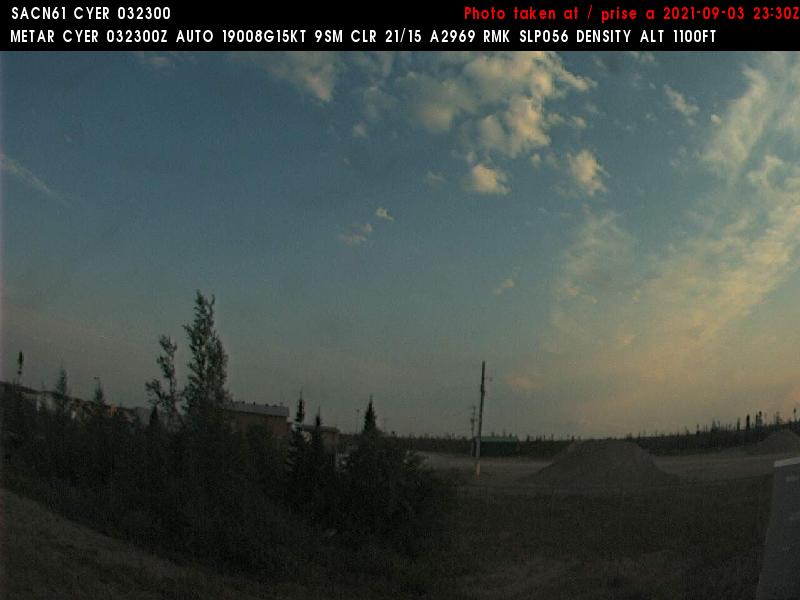 SACN61 CYER 032300
Photo taken at / prise a 2021-09-03 23:30Z
METAR CYER 032300Z AUTO 19008G15KT 9SM CLR 21/15 A2969 RMK SLP056 DENSITY ALT 1100FT